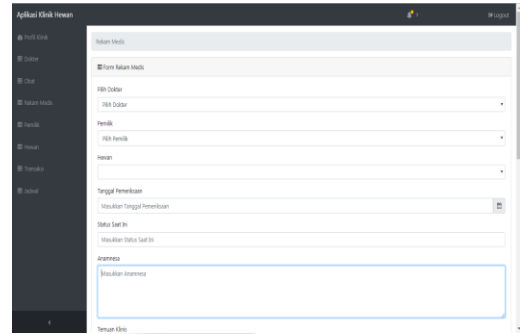 Aplikasi Klinik Hewan
Logout
Profil Klinik
Dokter
Obat
Rekam Medis
Pemilik
Hewan
Transaksi
Jadwal
Rekam Medis
Form Rekam Medis
Pilih Dokter
Pilih Dokter
Pemilik
Pilih Pemilik
Hewan
Tanggal Pemeriksaan
Masukkan Tanggal Pemeriksaan
Status Saat Ini
Masukkan Status Saat Ini
Anamnesa
Masukkan Anamnesa
Temuan Klinis